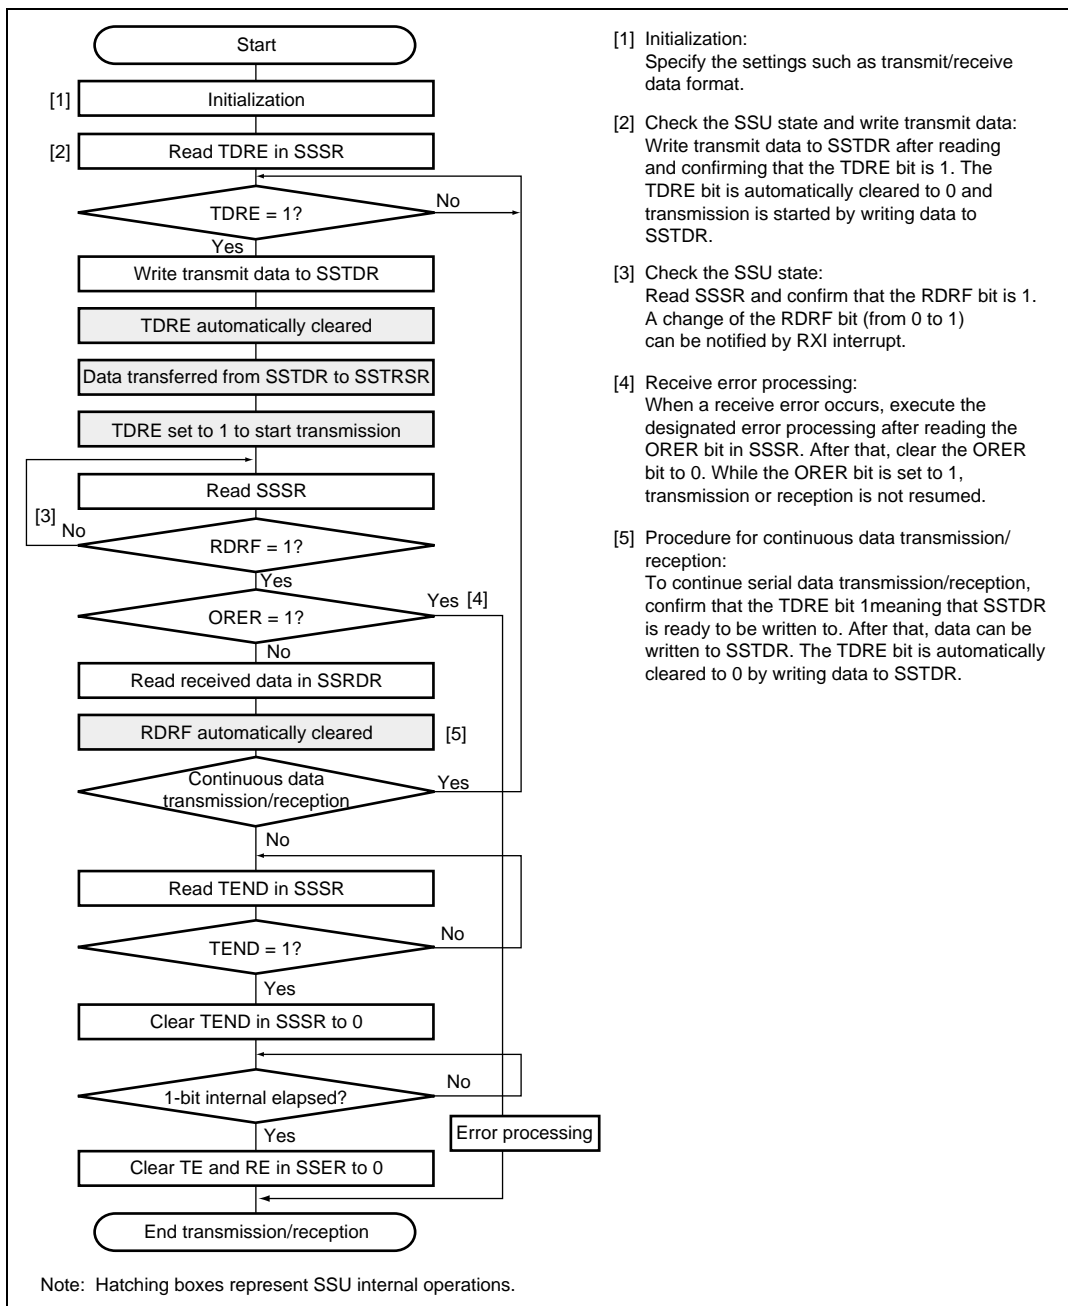 Start
[1] Initialization
[2] Read TDRE in SSSR
TDRE = 1?
No
Yes
Write transmit data to SSTDR
TDRE automatically cleared
Data transferred from SSTDR to SSTRSR
TDRE set to 1 to start transmission
Read SSSR
[3]
No
RDRF = 1?
Yes
ORER = 1?
Yes [4]
No
Read received data in SSRDR
RDRF automatically cleared
[5]
Continuous data
transmission/reception
Yes
No
Read TEND in SSSR
TEND = 1?
No
Yes
Clear TEND in SSSR to 0
1-bit internal elapsed?
No
Yes
Error processing
Clear TE and RE in SSER to 0
End transmission/reception
[1] Initialization:
Specify the settings such as transmit/receive
data format.
[2] Check the SSU state and write transmit data:
Write transmit data to SSTDR after reading
and confirming that the TDRE bit is 1. The
TDRE bit is automatically cleared to 0 and
transmission is started by writing data to
SSTDR.
[3] Check the SSU state:
Read SSSR and confirm that the RDRF bit is 1.
A change of the RDRF bit (from 0 to 1)
can be notified by RXI interrupt.
[4] Receive error processing:
When a receive error occurs, execute the
designated error processing after reading the
ORER bit in SSSR. After that, clear the ORER
bit to 0. While the ORER bit is set to 1,
transmission or reception is not resumed.
[5] Procedure for continuous data transmission/
reception:
To continue serial data transmission/reception,
confirm that the TDRE bit 1meaning that SSTDR
is ready to be written to. After that, data can be
written to SSTDR. The TDRE bit is automatically
cleared to 0 by writing data to SSTDR.
Note: Hatching boxes represent SSU internal operations.